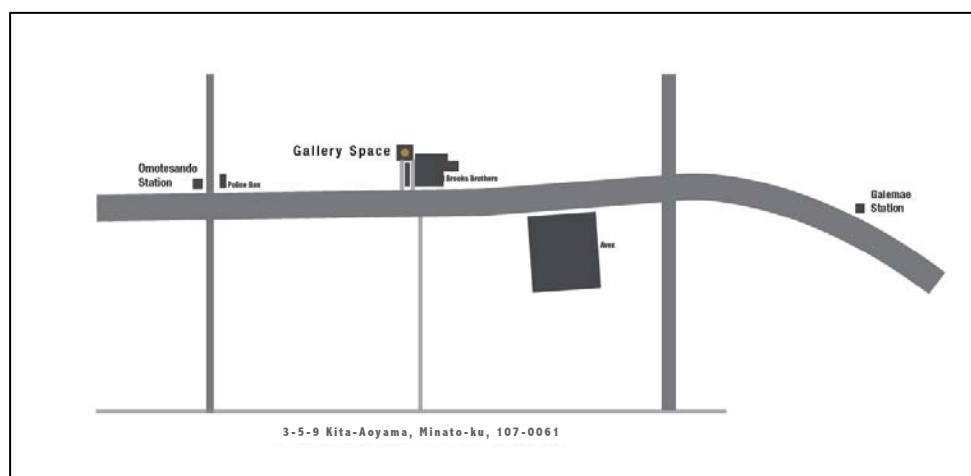 Gallery Space
Omotesando
Station
Police Box
Brooks Brothers
Gaiemae
Station
Avex
3-5-9 Kita-Aoyama, Minato-ku, 107-0061